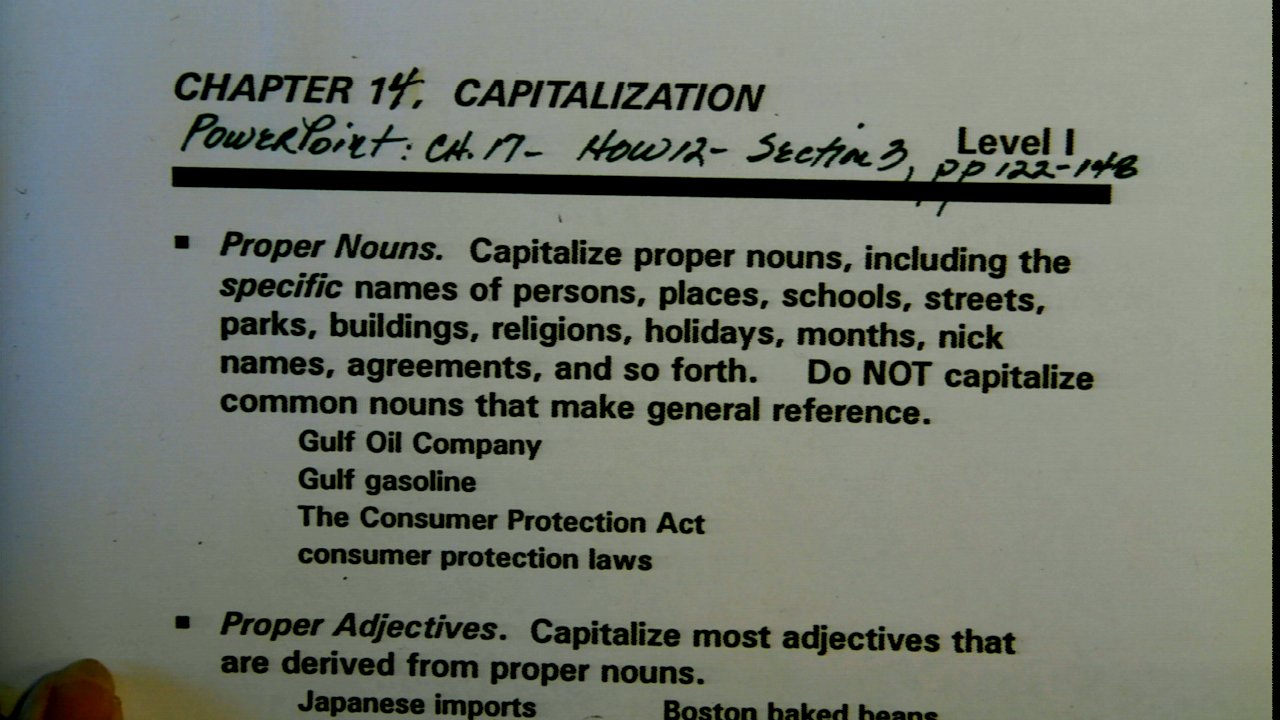 CHAPTER 14, CAPITALIZATION
PowerPoint: CH. 17- HOW12- Section 3, pp 122-148
Level I
■ Proper Nouns. Capitalize proper nouns, including the
specific names of persons, places, schools, streets,
parks, buildings, religions, holidays, months, nick
names, agreements, and so forth. Do NOT capitalize
common nouns that make general reference.
Gulf Oil Company
Gulf gasoline
The Consumer Protection Act
consumer protection laws
■ Proper Adjectives. Capitalize most adjectives that
are derived from proper nouns.
Japanese imports Boston baked beans